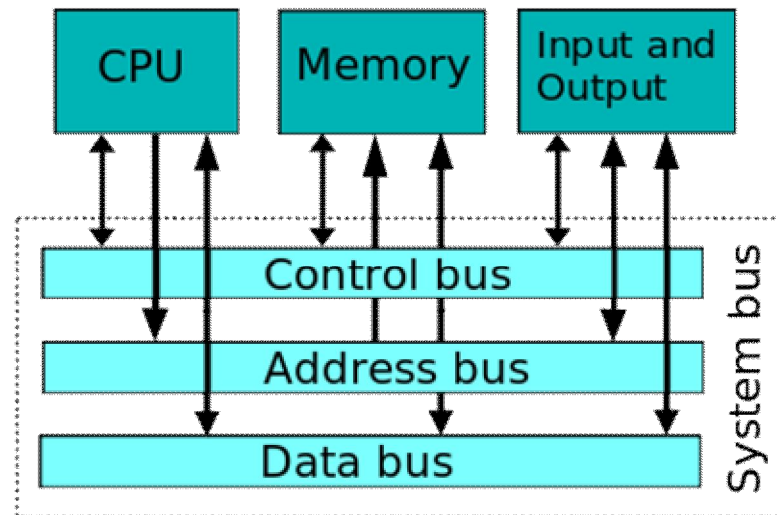 CPU
Memory
Input and
Output
Control bus
Address bus
Data bus
System bus